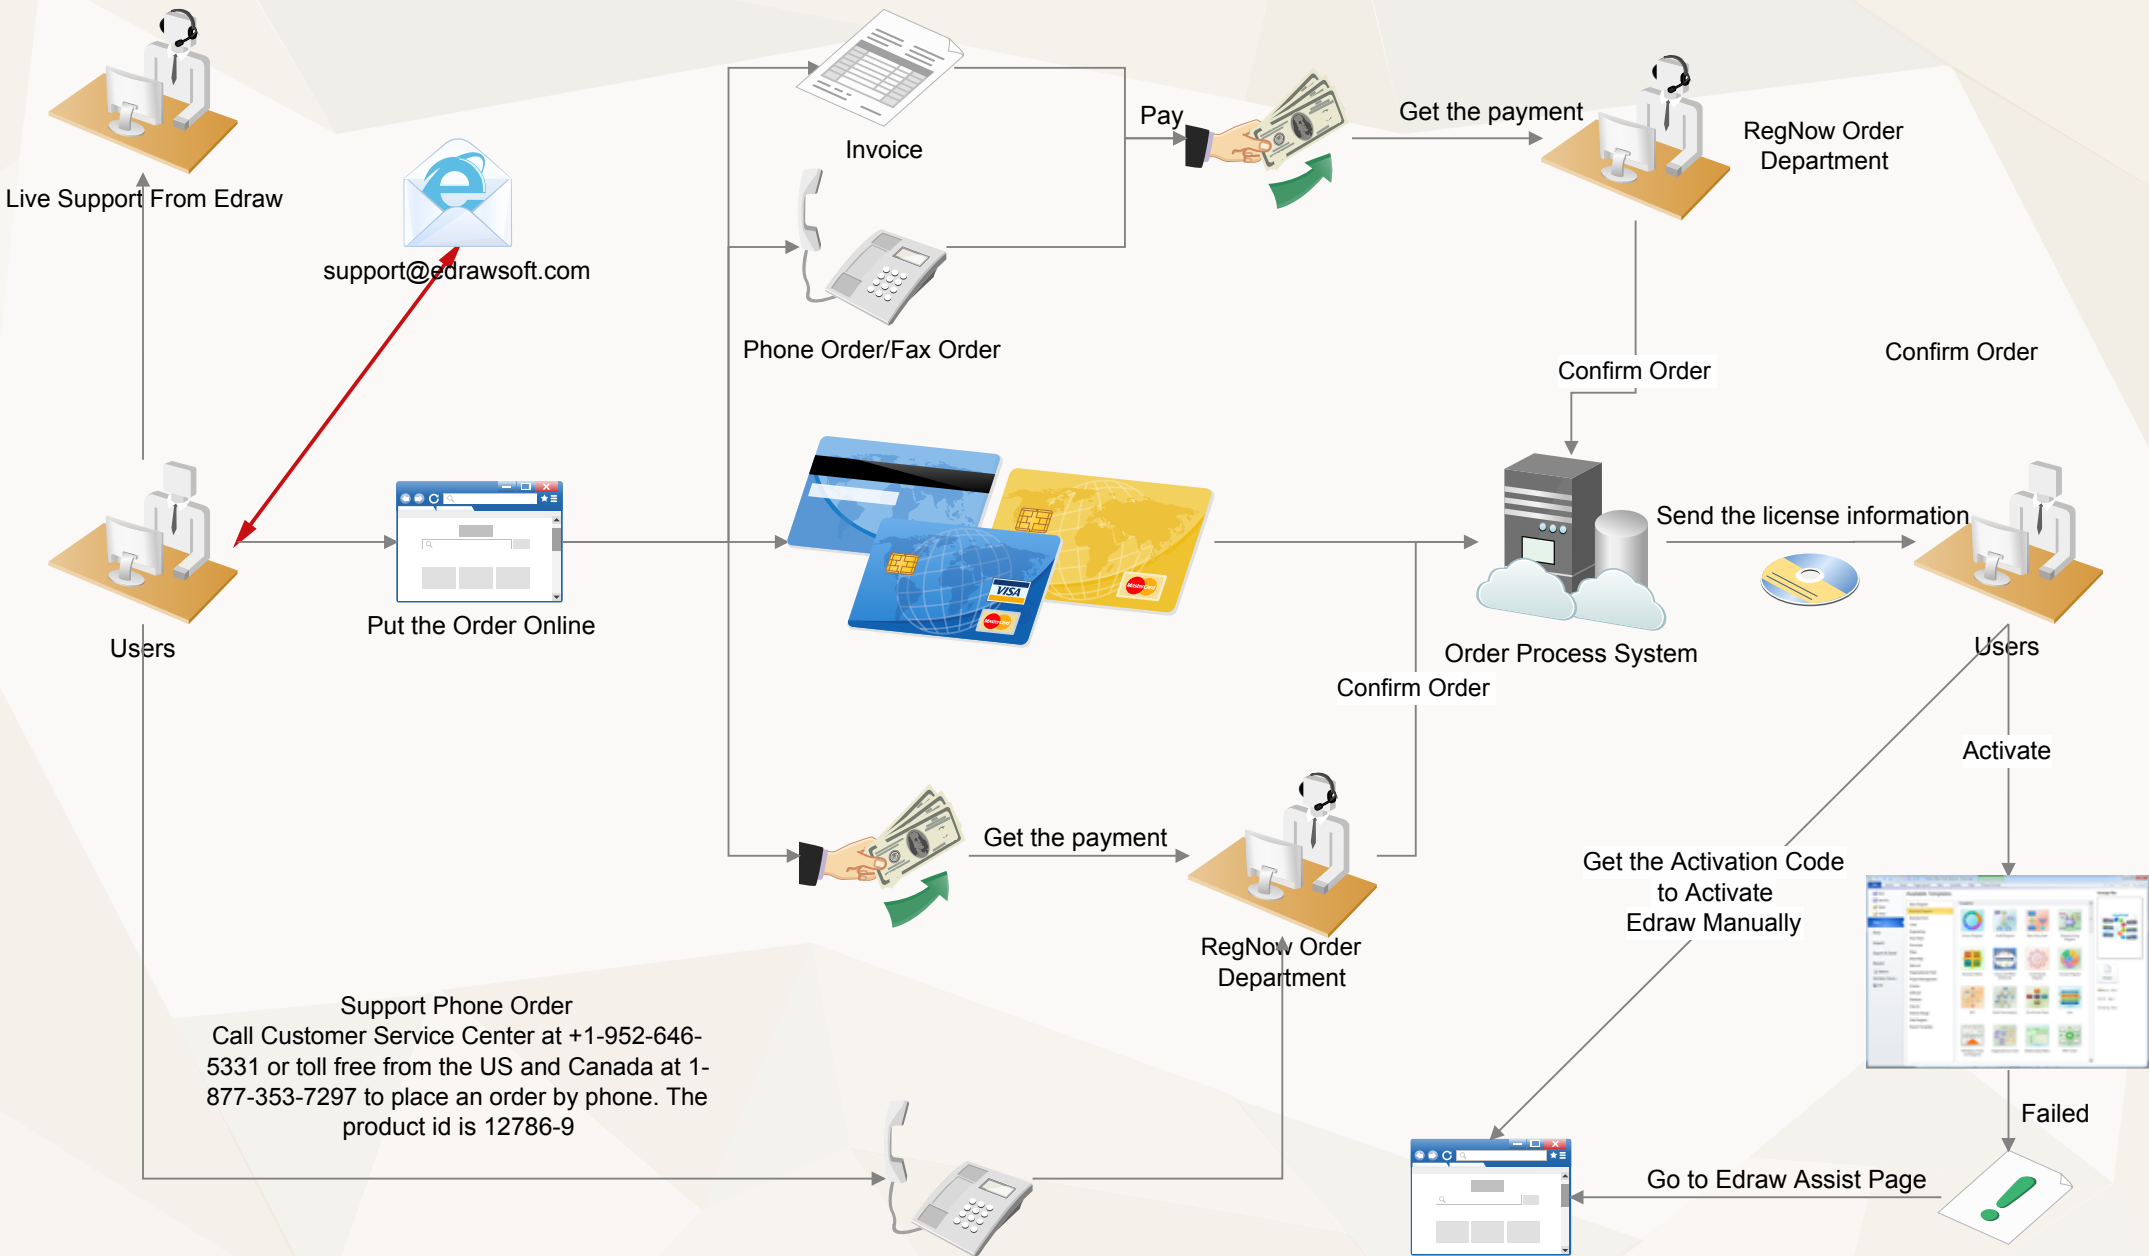 Live Support From Edraw
support@edrawsoft.com
Invoice
Pay
Get the payment
RegNow Order
Department
Phone Order/Fax Order
Confirm Order
Confirm Order
Users
Put the Order Online
VISA
MasterCard
MasterCard
Order Process System
Send the license information
Users
Confirm Order
Activate
Get the payment
RegNow Order
Department
Get the Activation Code
to Activate
Edraw Manually
Support Phone Order
Call Customer Service Center at +1-952-646-
5331 or toll free from the US and Canada at 1-
877-353-7297 to place an order by phone. The
product id is 12786-9
Failed
Go to Edraw Assist Page